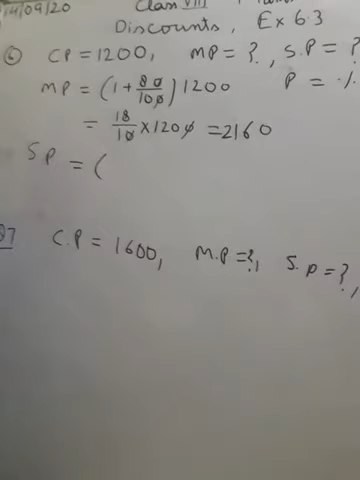 14/09/20 Class VIII
Discounts, Ex 6.3
6 CP = 1200, MP = ?, S.P = ?
MP = (1 + 80/100) 1200 P = %
= 18/10 × 1200 = 2160
SP = (
Q7 C.P = 1600, M.P = ?, S.P = ?,